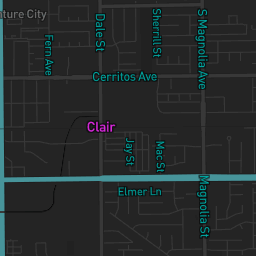 ture City
Fern Ave
Dale St
Sherrill St
S Magnolia Ave
Cerritos Ave
Clair
Jay St
Mac St
Elmer Ln
Magnolia St